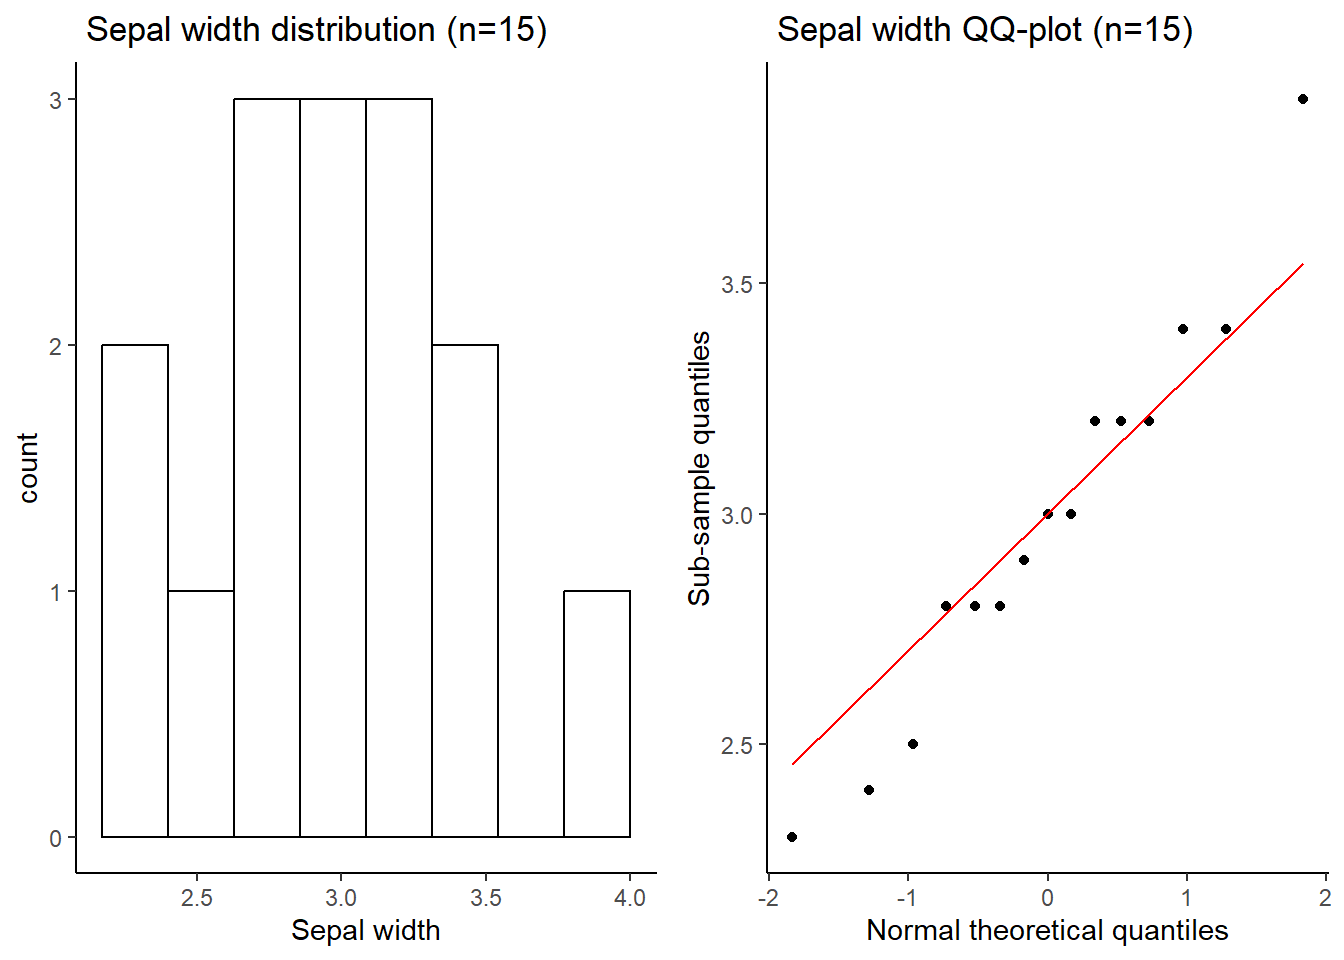 Sepal width distribution (n=15)
3
2
1
0
count
2.5 3.0 3.5 4.0
Sepal width
Sepal width QQ-plot (n=15)
3.5
3.0
2.5
Sub-sample quantiles
-2 -1 0 1 2
Normal theoretical quantiles